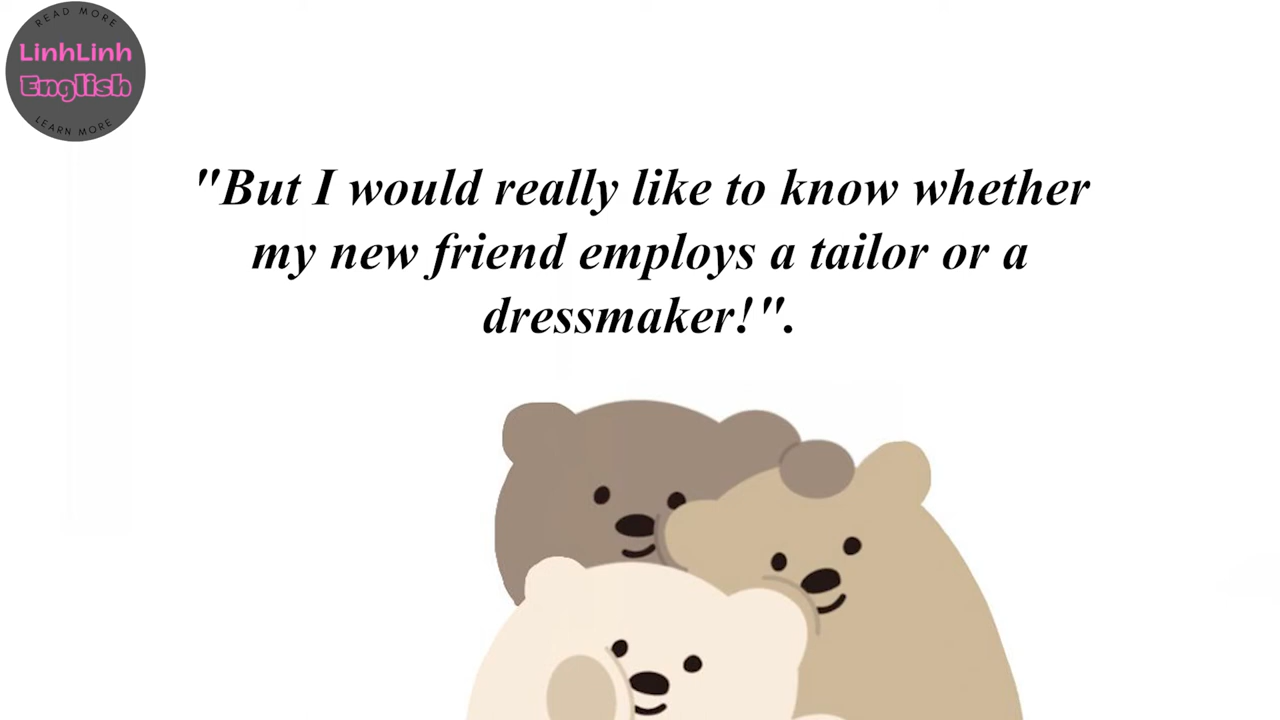 READ MORE
LinhLinh
English
LEARN MORE
"But I would really like to know whether
my new friend employs a tailor or a
dressmaker!".